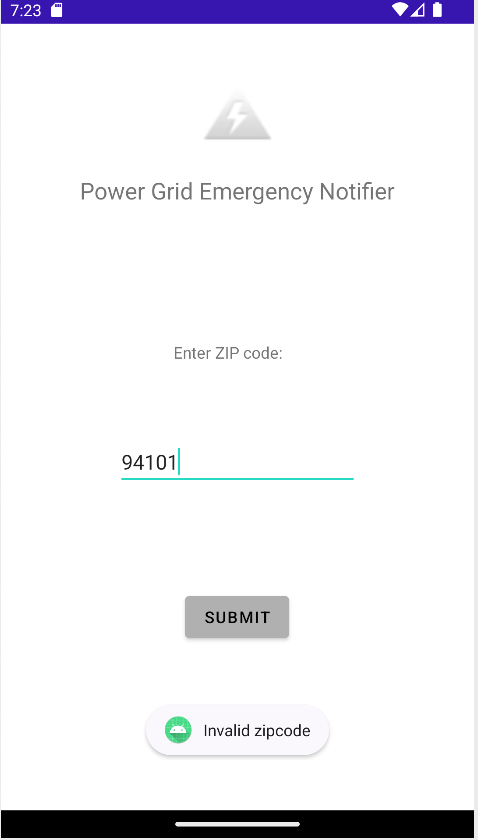 7:23
Power Grid Emergency Notifier
Enter ZIP code:
94101
SUBMIT
Invalid zipcode